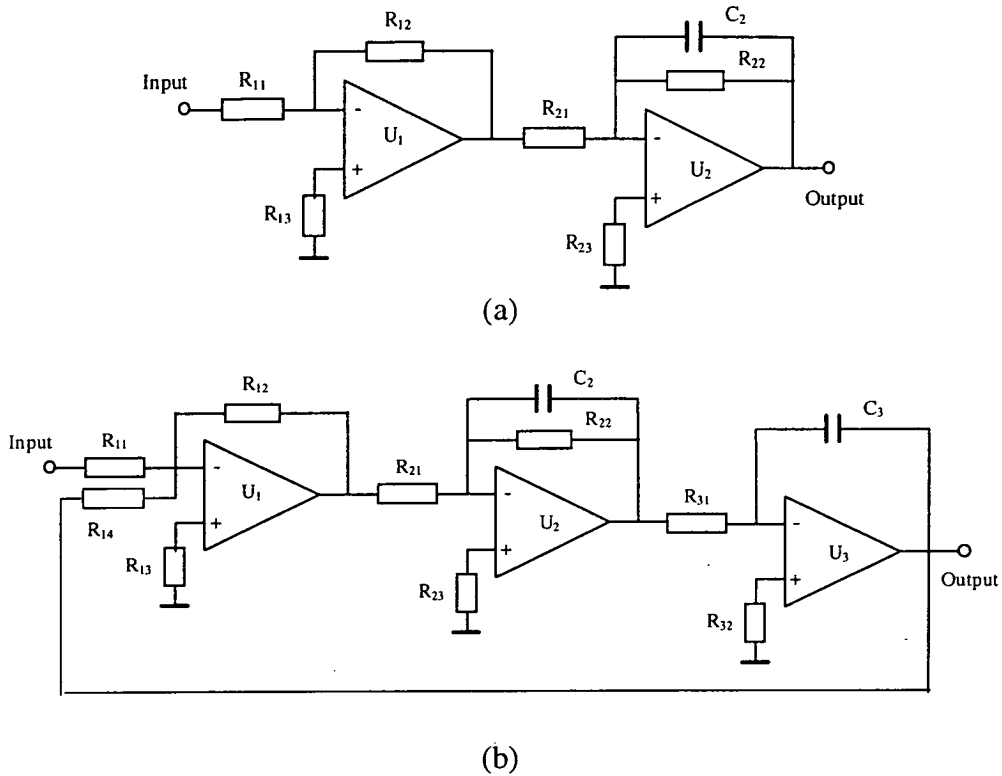 R₁₂
C₂
R₂₂
Input
R₁₁
R₂₁
-
U₁
+
-
U₂
+
R₁₃
R₂₃
Output
(a)
R₁₂
C₂
C₃
R₂₂
Input
R₁₁
R₂₁
R₃₁
-
U₁
+
-
U₂
+
-
U₃
+
R₁₄
R₁₃
R₂₃
R₃₂
Output
(b)